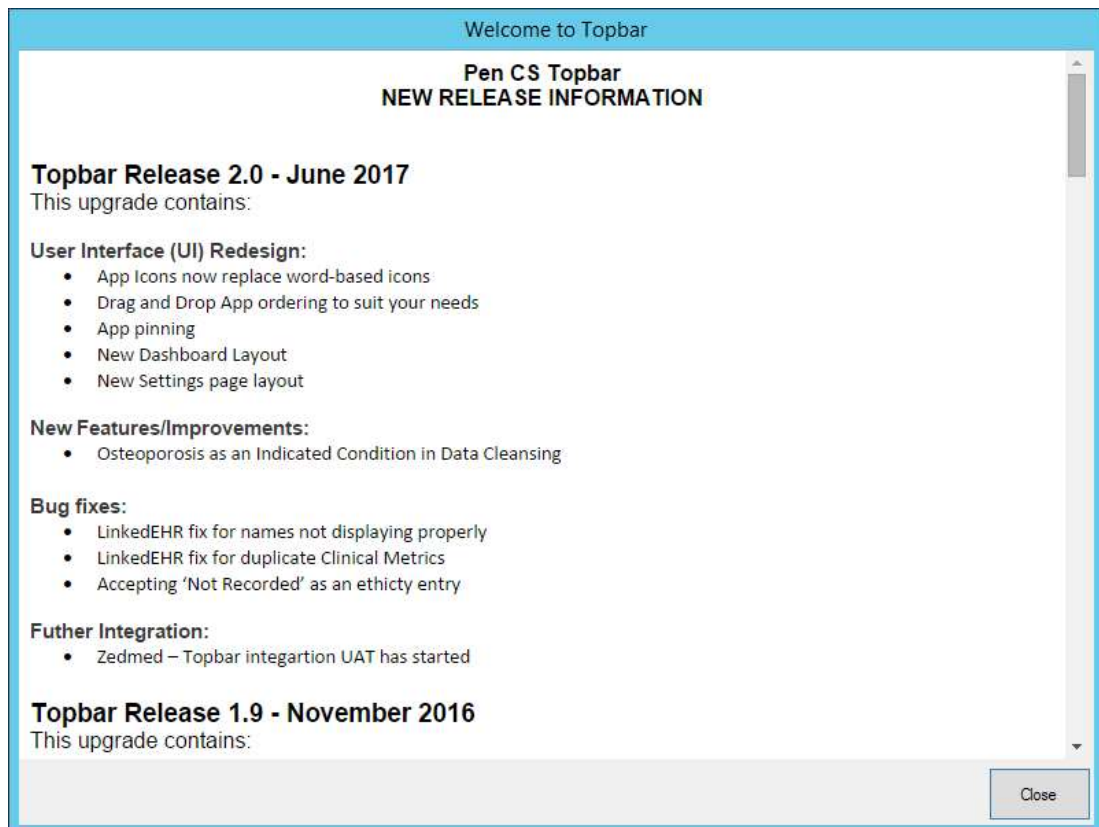 Welcome to Topbar
Pen CS Topbar
NEW RELEASE INFORMATION
Topbar Release 2.0 - June 2017
This upgrade contains:
User Interface (UI) Redesign:
• App Icons now replace word-based icons
• Drag and Drop App ordering to suit your needs
• App pinning
• New Dashboard Layout
• New Settings page layout
New Features/Improvements:
• Osteoporosis as an Indicated Condition in Data Cleansing
Bug fixes:
• LinkedEHR fix for names not displaying properly
• LinkedEHR fix for duplicate Clinical Metrics
• Accepting ‘Not Recorded’ as an ethicty entry
Futher Integration:
• Zedmed – Topbar integartion UAT has started
Topbar Release 1.9 - November 2016
This upgrade contains:
Close